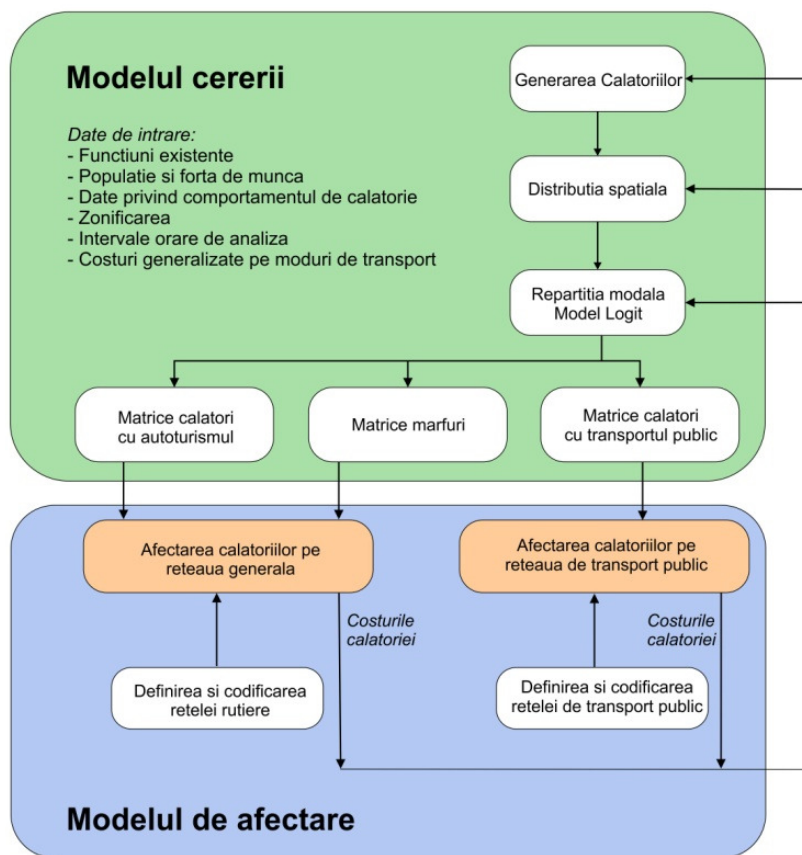 Modelul cererii
Date de intrare:
- Functiuni existente
- Populatie si forta de munca
- Date privind comportamentul de calatorie
- Zonificarea
- Intervale orare de analiza
- Costuri generalizate pe moduri de transport
Generarea Calatoriilor
Distributia spatiala
Repartitia modala
Model Logit
Matrice calatori
cu autoturismul
Matrice marfuri
Matrice calatori
cu transportul public
Afectarea calatoriilor pe
reteaua generala
Afectarea calatoriilor pe
reteaua de transport public
Costurile
calatoriei
Costurile
calatoriei
Definirea si codificarea
retelei rutiere
Definirea si codificarea
retelei de transport public
Modelul de afectare